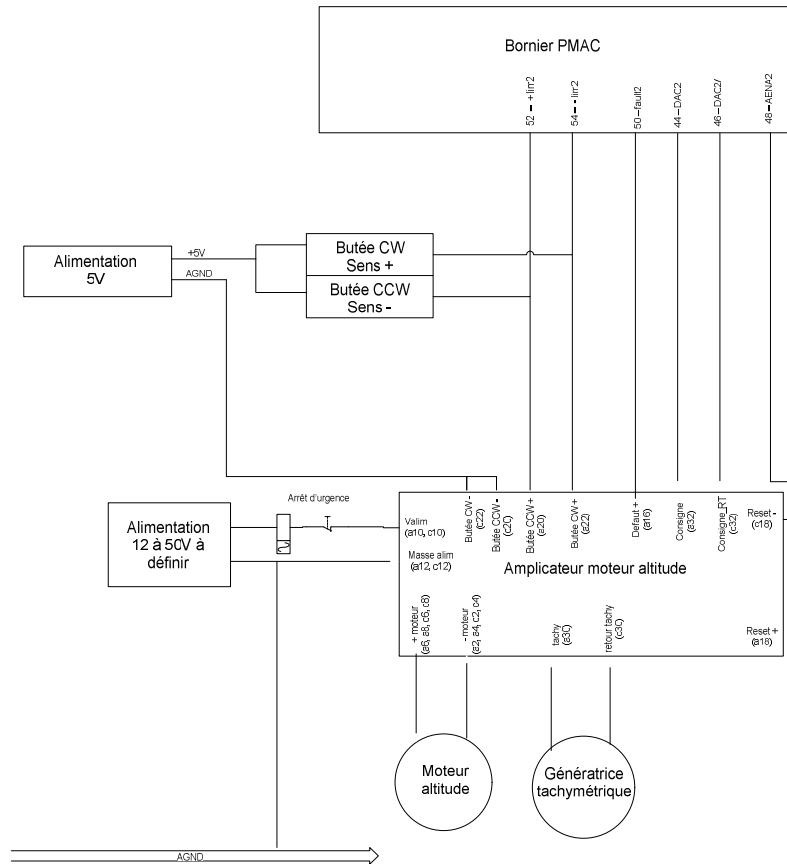 Bornier PMAC
52 – + lim2
54 – - lim2
50–fault2
44–DAC2
46–DAC2/
48–AENA2
Alimentation
5V
+5V
AGND
Butée CW
Sens +
Butée CCW
Sens -
Arrêt d'urgence
Alimentation
12 à 50V à
définir
Valim
(a10, c10)
Masse alim
(a12, c12)
Butée CW -
(c22)
Butée CCW -
(c20)
Butée CCW +
(a20)
Butée CW +
(a22)
Defaut +
(a16)
Consigne
(a32)
Consigne_RT
(c32)
Reset -
(c18)
Amplicateur moteur altitude
+ moteur
(a6, a8, c6, c8)
- moteur
(a2, a4, c2, c4)
tachy
(a30)
retour tachy
(c30)
Reset +
(a18)
Moteur
altitude
Génératrice
tachymétrique
AGND